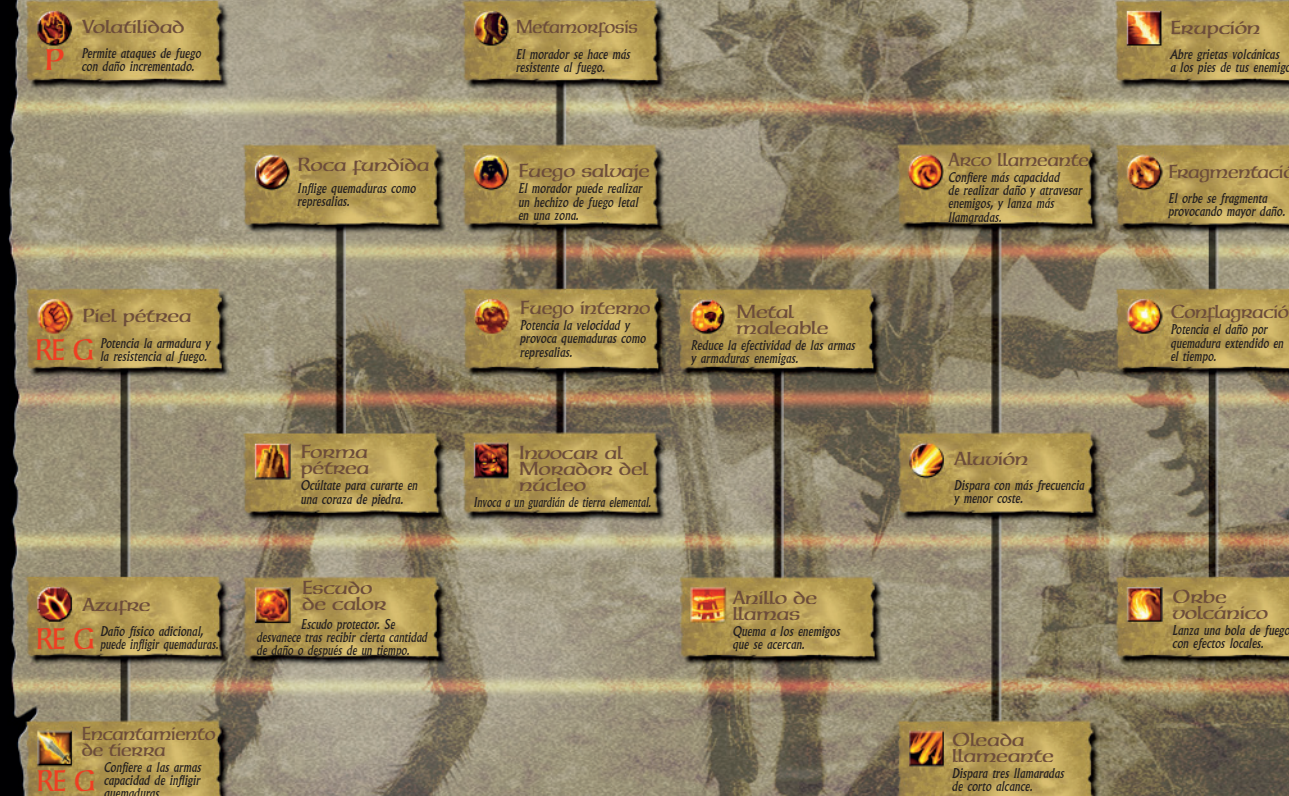 Volatilidad
P
Permite ataques de fuego
con daño incrementado.
Metamorfosis
El morador se hace más
resistente al fuego.
Erupción
Abre grietas volcánicas
a los pies de tus
Roca fundida
Inflige quemaduras como
represalias.
Fuego salvaje
El morador puede realizar
un hechizo de fuego letal
en una zona.
Arco llameante
Confiere más capacidad
de realizar daño y atravesar
enemigos, y lanza más
llamgradas.
El orbe se fragmenta
provocando mayor daño.
Piel pétrea
RE G
Potencia la armadura y
la resistencia al fuego.
Fuego interno
Potencia la velocidad y
provoca quemaduras como
represalias.
Metal
maleable
Reduce la efectividad de las armas
y armaduras enemigas.
Potencia el daño por
quemadura extendido en
el tiempo.
Forma
pétrea
Ocúltate para curarte en
una coraza de piedra.
Invocar al
Morador del
núcleo
Invoca a un guardián de tierra elemental.
Aluvión
Dispara con más frecuencia
y menor coste.
Azufre
RE G
Daño físico adicional,
puede infligir quemaduras.
Escudo
de calor
Escudo protector. Se
desvanece tras recibir cierta cantidad
de daño o después de un tiempo.
Anillo de
llamas
Quema a los enemigos
que se acercan.
Orbe
volcánico
Lanza una bola de fuego
con efectos locales.
Encantamiento
de tierra
RE G
Confiere a las armas
capacidad de infligir
quemaduras
Oleada
llameante
Dispara tres llamaradas
de corto alcance.